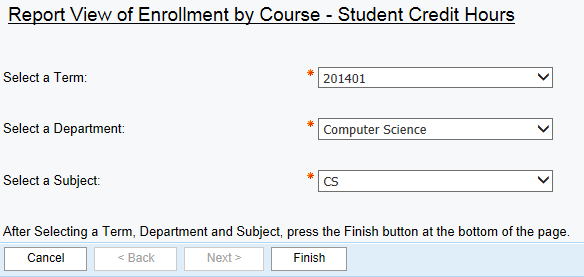 Report View of Enrollment by Course - Student Credit Hours
Select a Term: * 201401
Select a Department: * Computer Science
Select a Subject: * CS
After Selecting a Term, Department and Subject, press the Finish button at the bottom of the page.
Cancel < Back Next > Finish